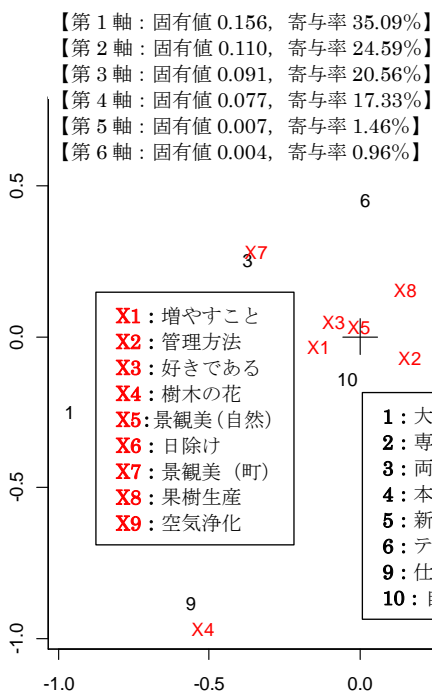 【第 1 軸：固有値 0.156，寄与率 35.09%】
【第 2 軸：固有値 0.110，寄与率 24.59%】
【第 3 軸：固有値 0.091，寄与率 20.56%】
【第 4 軸：固有値 0.077，寄与率 17.33%】
【第 5 軸：固有値 0.007，寄与率 1.46%】
【第 6 軸：固有値 0.004，寄与率 0.96%】
0.5
6
X7
3
X8
X1：増やすこと
X2：管理方法
X3：好きである
X4：樹木の花
X5：景観美（自然）
X6：日除け
X7：景観美（町）
X8：果樹生産
X9：空気浄化
X3
X5
0.0
X1
X2
10
1
1：大
2：専
3：両
4：本
5：新
6：テ
9：仕
10：
-0.5
9
X4
-1.0
-1.0
-0.5
0.0